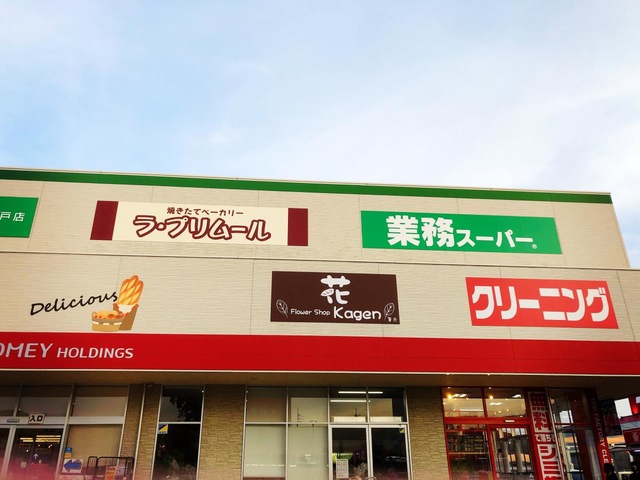 戸店
焼きたてベーカリー
ラ・プリムール
業務スーパー®
Delicious
花
Flower Shop Kagen
クリーニング
OMEY HOLDINGS
入口